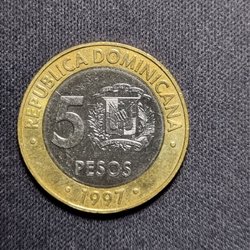 · REPUBLICA DOMINICANA ·
5
PESOS
· 1997 ·